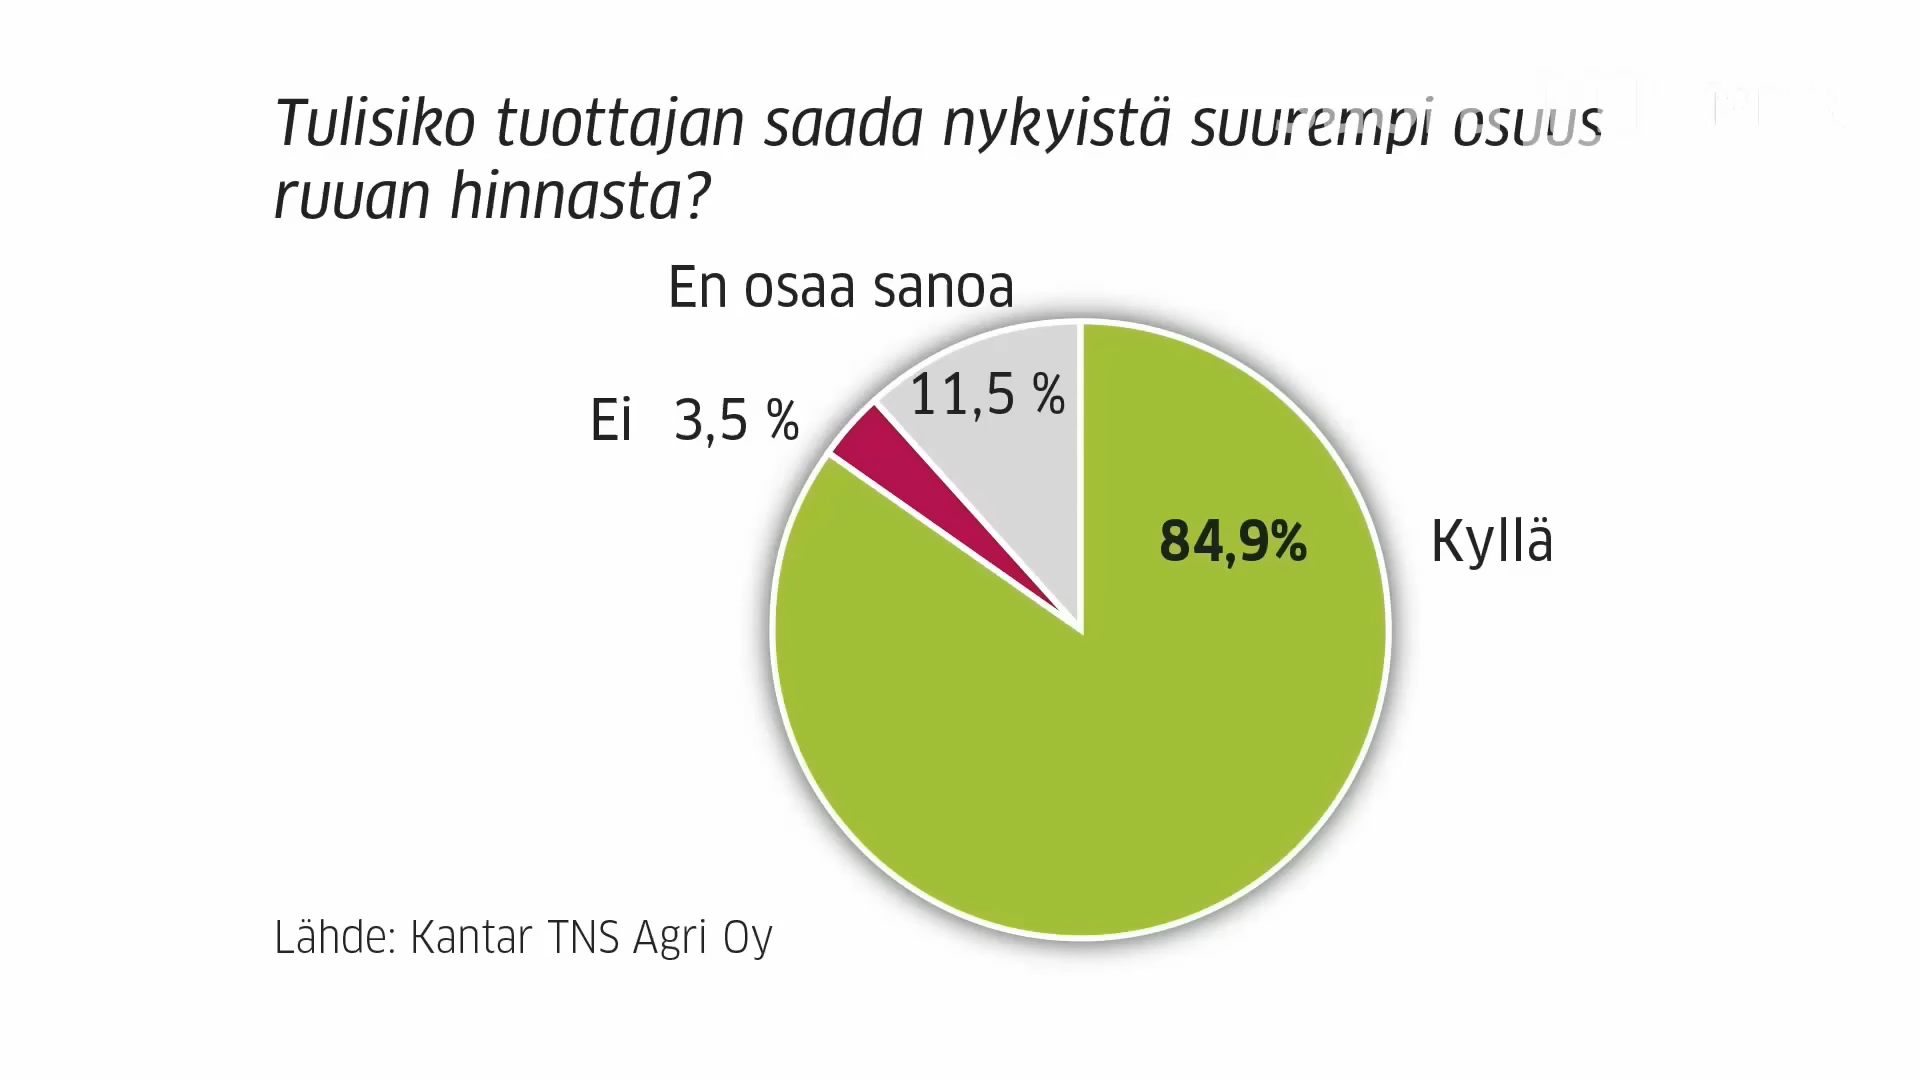 Tulisiko tuottajan saada nykyistä suurempi osuus
ruuan hinnasta?
En osaa sanoa
11,5 %
Ei 3,5 %
84,9%
Kyllä
Lähde: Kantar TNS Agri Oy